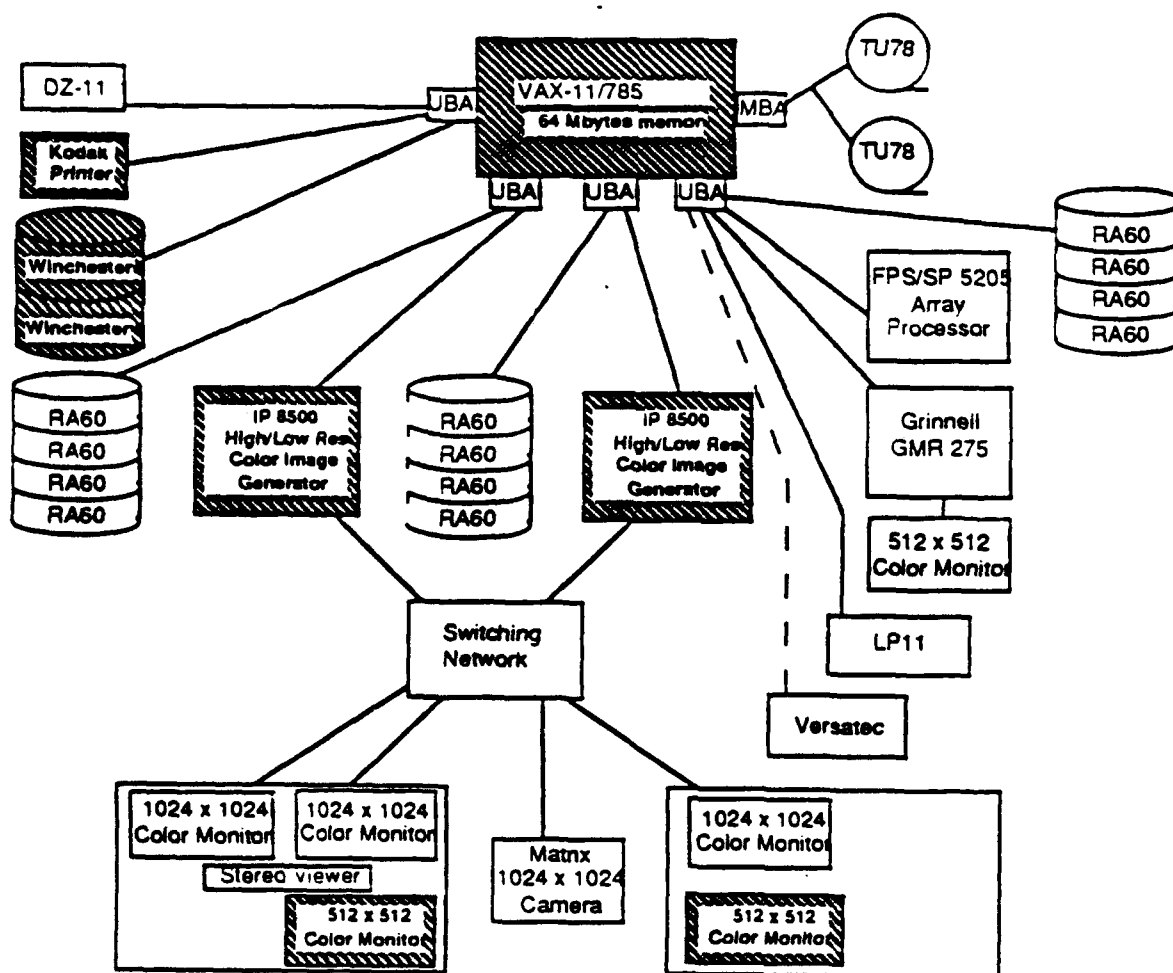 TU78
DZ-11
UBA
VAX-11/785
64 Mbytes memor
MBA
Kodak
Printer
TU78
UBA
UBA
UBA
Winchester
Winchester
RA60
RA60
RA60
RA60
FPS/SP 5205
Array
Processor
RA60
RA60
RA60
RA60
IP 8500
High/Low Res
Color Image
Generator
RA60
RA60
RA60
RA60
IP 8500
High/Low Res
Color Image
Generator
Grinnell
GMR 275
512 x 512
Color Monitor
Switching
Network
LP11
Versatec
1024 x 1024
Color Monitor
1024 x 1024
Color Monitor
Stereo viewer
512 x 512
Color Monitor
Matrix
1024 x 1024
Camera
1024 x 1024
Color Monitor
512 x 512
Color Monitor